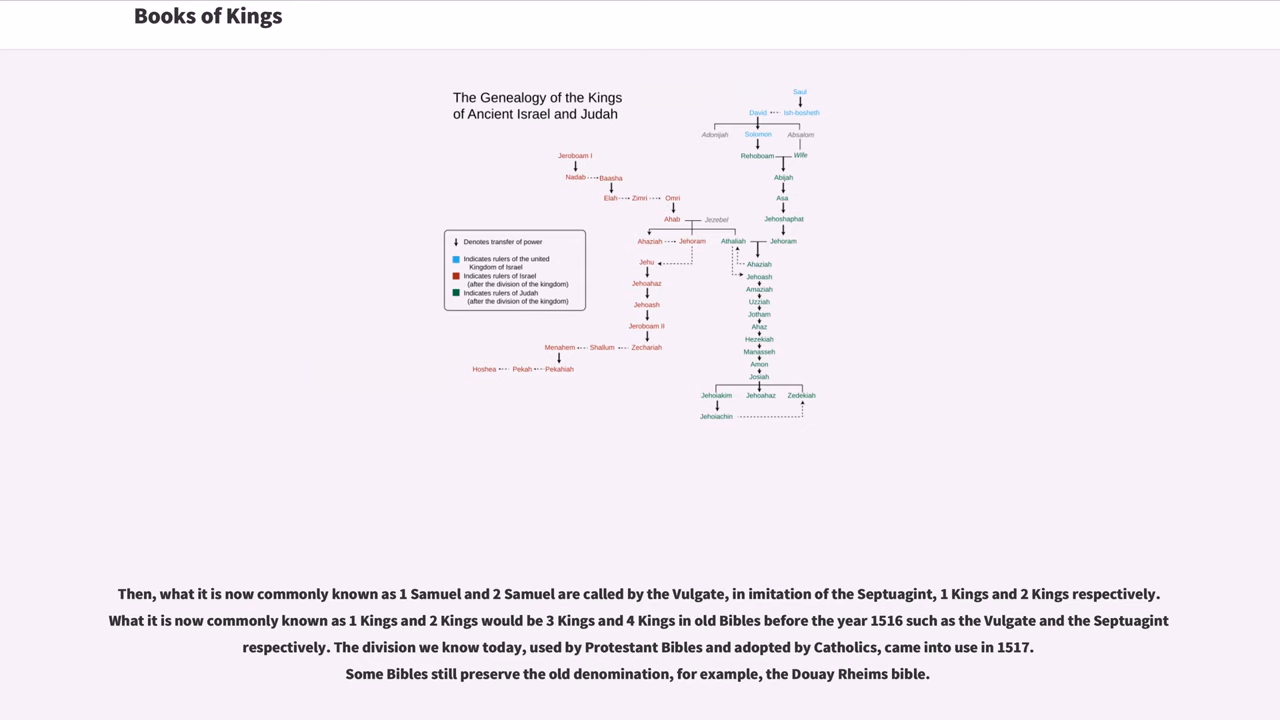 Books of Kings
The Genealogy of the Kings
of Ancient Israel and Judah
Saul
David
Ish-bosheth
Adonijah
Solomon
Absalom
Jeroboam I
Rehoboam
Wife
Nadab
Baasha
Abijah
Elah
Zimri
Omri
Asa
Ahab
Jezebel
Jehoshaphat
Ahaziah
Jehoram
Athaliah
Jehoram
Denotes transfer of power
Indicates rulers of the united
Kingdom of Israel
Indicates rulers of Israel
(after the division of the kingdom)
Indicates rulers of Judah
(after the division of the kingdom)
Jehu
Ahaziah
Jehoahaz
Jehoash
Amaziah
Jehoash
Uzziah
Jotham
Jeroboam II
Ahaz
Hezekiah
Menahem
Shallum
Zechariah
Manasseh
Hoshea
Pekah
Pekahiah
Amon
Josiah
Jehoiakim
Jehoahaz
Zedekiah
Jehoiachin
Then, what it is now commonly known as 1 Samuel and 2 Samuel are called by the Vulgate, in imitation of the Septuagint, 1 Kings and 2 Kings respectively.
What it is now commonly known as 1 Kings and 2 Kings would be 3 Kings and 4 Kings in old Bibles before the year 1516 such as the Vulgate and the Septuagint
respectively. The division we know today, used by Protestant Bibles and adopted by Catholics, came into use in 1517.
Some Bibles still preserve the old denomination, for example, the Douay Rheims bible.